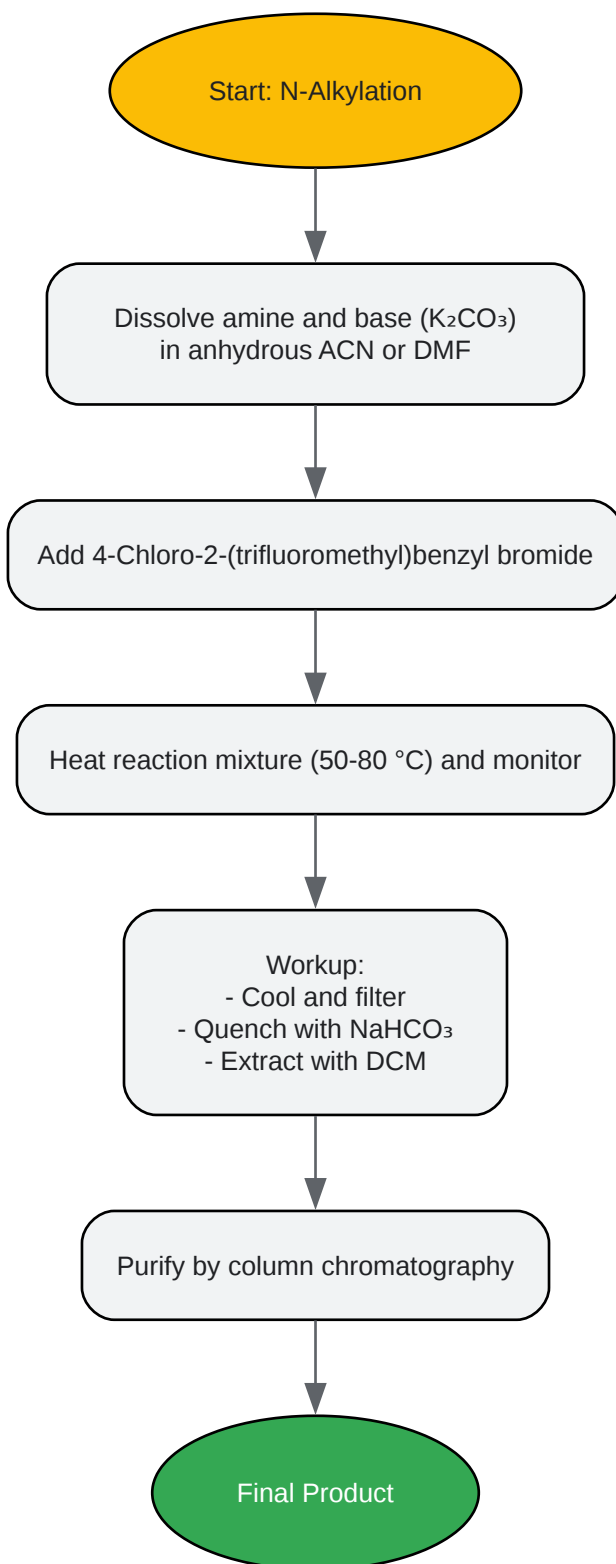 Start: N-Alkylation
Dissolve amine and base (K₂CO₃)
in anhydrous ACN or DMF
Add 4-Chloro-2-(trifluoromethyl)benzyl bromide
Heat reaction mixture (50-80 °C) and monitor
Workup:
- Cool and filter
- Quench with NaHCO₃
- Extract with DCM
Purify by column chromatography
Final Product